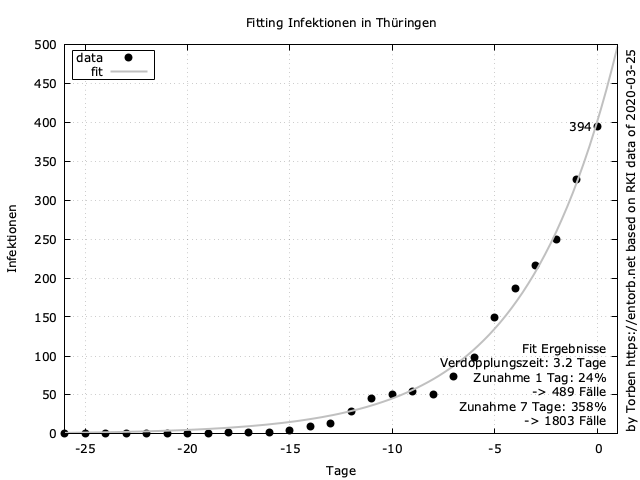 Fitting Infektionen in Thüringen
data
fit
500
450
400
350
300
250
200
150
100
50
0
Infektionen
394
Fit Ergebnisse
Verdopplungszeit: 3.2 Tage
Zunahme 1 Tag: 24%
-> 489 Fälle
Zunahme 7 Tage: 358%
-> 1803 Fälle
-25 -20 -15 -10 -5 0
Tage
by Torben https://entorb.net based on RKI data of 2020-03-25